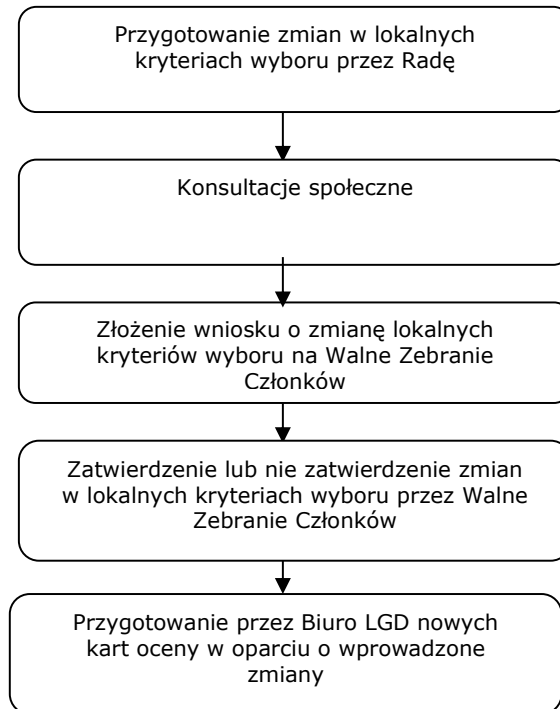 Przygotowanie zmian w lokalnych
kryteriach wyboru przez Radę
Konsultacje społeczne
Złożenie wniosku o zmianę lokalnych
kryteriów wyboru na Walne Zebranie
Członków
Zatwierdzenie lub nie zatwierdzenie zmian
w lokalnych kryteriach wyboru przez Walne
Zebranie Członków
Przygotowanie przez Biuro LGD nowych
kart oceny w oparciu o wprowadzone
zmiany